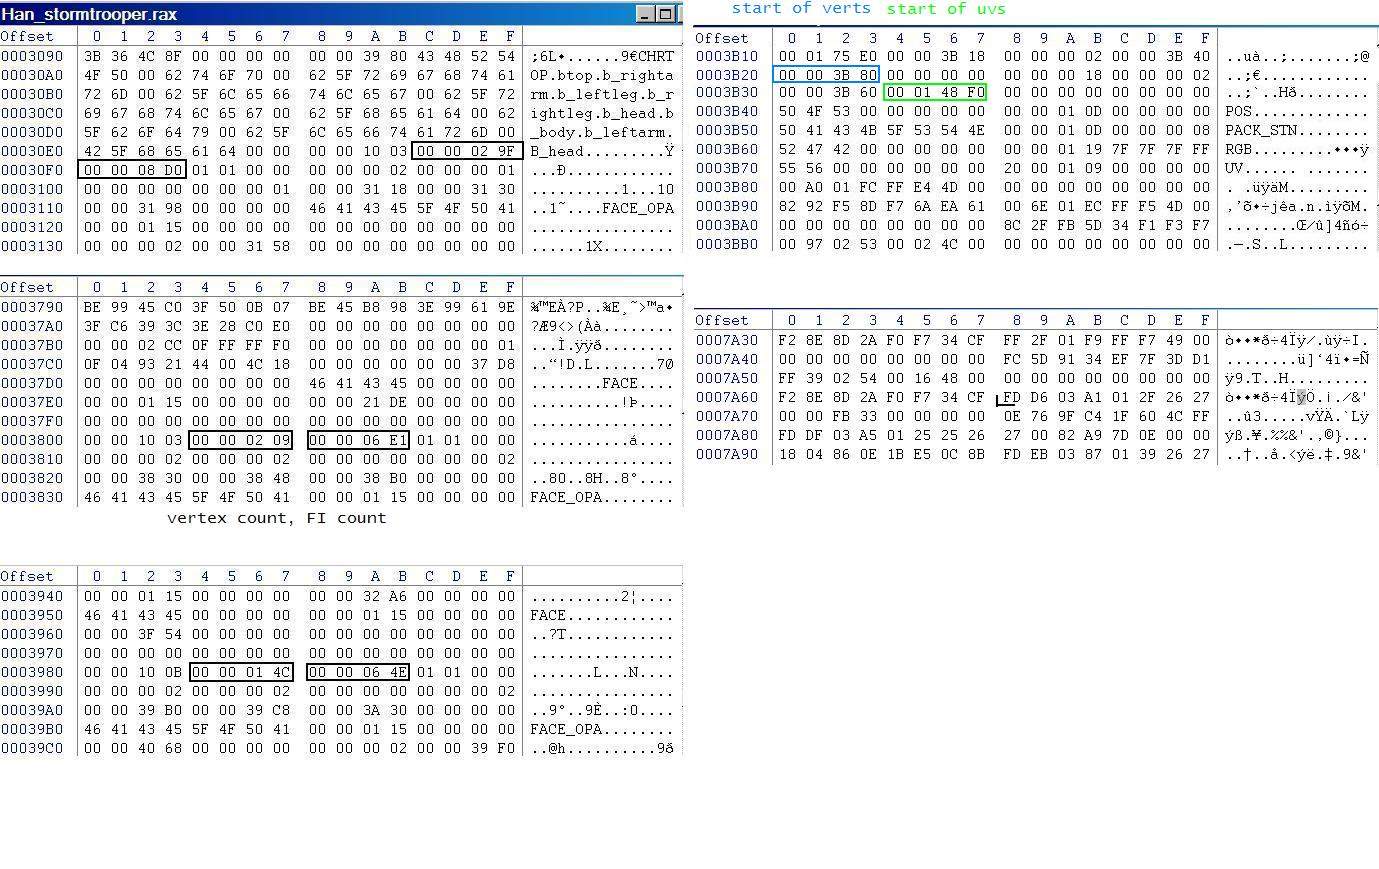 Han_stormtrooper.rax
Offset 0 1 2 3 4 5 6 7 8 9 A B C D E F
0003090 3B 36 4C 8F 00 00 00 00 00 00 39 80 43 48 52 54 ;6L•......9€CHRT
00030A0 4F 50 00 62 74 6F 70 00 62 5F 72 69 67 68 74 61 OP.btop.b_righta
00030B0 72 6D 00 62 5F 6C 65 66 74 6C 65 67 00 62 5F 72 rm.b_leftleg.b_r
00030C0 69 67 68 74 6C 65 67 00 62 5F 68 65 61 64 00 62 ightleg.b_head.b
00030D0 5F 62 6F 64 79 00 62 5F 6C 65 66 74 61 72 6D 00 _body.b_leftarm.
00030E0 42 5F 68 65 61 64 00 00 00 00 10 03 00 00 02 9F B_head.........Ÿ
00030F0 00 00 08 D0 01 01 00 00 00 00 00 02 00 00 00 01 ...Ð............
0003100 00 00 00 00 00 00 00 01 00 00 31 18 00 00 31 30 ..........1...10
0003110 00 00 31 98 00 00 00 00 46 41 43 45 5F 4F 50 41 ..1˜....FACE_OPA
0003120 00 00 01 15 00 00 00 00 00 00 00 00 00 00 00 00 ................
0003130 00 00 00 02 00 00 31 58 00 00 00 00 00 00 00 00 ......1X........
Offset 0 1 2 3 4 5 6 7 8 9 A B C D E F
0003790 BE 99 45 C0 3F 50 0B 07 BE 45 B8 98 3E 99 61 9E ¾™EÀ?P..¾E¸˜>™a•
00037A0 3F C6 39 3C 3E 28 C0 E0 00 00 00 00 00 00 00 00 ?Æ9<>(Àà........
00037B0 00 00 02 CC 0F FF FF F0 00 00 00 00 00 00 00 01 ...Ì.ÿÿð........
00037C0 0F 04 93 21 44 00 4C 18 00 00 00 00 00 00 37 D8 ..“!D.L.......7Ø
00037D0 00 00 00 00 00 00 00 00 46 41 43 45 00 00 00 00 ........FACE....
00037E0 00 00 01 15 00 00 00 00 00 00 21 DE 00 00 00 00 ..........!Þ....
00037F0 00 00 00 00 00 00 00 00 00 00 00 00 00 00 00 00 ................
0003800 00 00 10 03 00 00 02 09 00 00 06 E1 01 01 00 00 ...........á....
0003810 00 00 00 02 00 00 00 02 00 00 00 00 00 00 00 02 ................
0003820 00 00 38 30 00 00 38 48 00 00 38 B0 00 00 00 00 ..80..8H..8°....
0003830 46 41 43 45 5F 4F 50 41 00 00 01 15 00 00 00 00 FACE_OPA........
vertex count, FI count
Offset 0 1 2 3 4 5 6 7 8 9 A B C D E F
0003940 00 00 01 15 00 00 00 00 00 00 32 A6 00 00 00 00 ..........2¦....
0003950 46 41 43 45 00 00 00 00 00 00 01 15 00 00 00 00 FACE............
0003960 00 00 3F 54 00 00 00 00 00 00 00 00 00 00 00 00 ..?T............
0003970 00 00 00 00 00 00 00 00 00 00 00 00 00 00 00 00 ................
0003980 00 00 10 0B 00 00 01 4C 00 00 06 4E 01 01 00 00 .......L...N....
0003990 00 00 00 02 00 00 00 02 00 00 00 00 00 00 00 02 ................
00039A0 00 00 39 B0 00 00 39 C8 00 00 3A 30 00 00 00 00 ..9°..9È..:0....
00039B0 46 41 43 45 5F 4F 50 41 00 00 01 15 00 00 00 00 FACE_OPA........
00039C0 00 00 40 68 00 00 00 00 00 00 00 02 00 00 39 F0 ..@h..........9ð
start of verts start of uvs
Offset 0 1 2 3 4 5 6 7 8 9 A B C D E F
0003B10 00 01 75 E0 00 00 3B 18 00 00 00 02 00 00 3B 40 ..uà..;.......;@
0003B20 00 00 3B 80 00 00 00 00 00 00 00 18 00 00 00 02 ..;€............
0003B30 00 00 3B 60 00 01 48 F0 00 00 00 00 00 00 00 00 ..;`..Hð........
0003B40 50 4F 53 00 00 00 00 00 00 00 01 0D 00 00 00 00 POS.............
0003B50 50 41 43 4B 5F 53 54 4E 00 00 01 0D 00 00 00 08 PACK_STN........
0003B60 52 47 42 00 00 00 00 00 00 00 01 19 7F 7F 7F FF RGB.........•••ÿ
0003B70 55 56 00 00 00 00 00 00 20 00 01 09 00 00 00 00 UV...... .......
0003B80 00 A0 01 FC FF E4 4D 00 00 00 00 00 00 00 00 00 . .üÿäM.........
0003B90 82 92 F5 8D F7 6A EA 61 00 6E 01 EC FF F5 4D 00 ‚’õ•÷jêa.n.ìÿõM.
0003BA0 00 00 00 00 00 00 00 00 8C 2F FB 5D 34 F1 F3 F7 ........Œ/û]4ñó÷
0003BB0 00 97 02 53 00 02 4C 00 00 00 00 00 00 00 00 00 .—.S..L.........
Offset 0 1 2 3 4 5 6 7 8 9 A B C D E F
0007A30 F2 8E 8D 2A F0 F7 34 CF FF 2F 01 F9 FF F7 49 00 ò••*ð÷4Ïÿ/.ùÿ÷I.
00 00 00 00 00 00 00 00 FC 5D 91 34 EF 7F 3D D1 ........ü]‘4ï•=Ñ
0007A50 FF 39 02 54 00 16 48 00 00 00 00 00 00 00 00 00 ÿ9.T..H.........
0007A60 F2 8E 8D 2A F0 F7 34 CF FD D6 03 A1 01 2F 26 27 ò••*ð÷4ÏýÖ.¡./&'
0007A70 00 00 FB 33 00 00 00 00 0E 76 9F C4 1F 60 4C FF ..û3.....vŸÄ.`Lÿ
0007A80 FD DF 03 A5 01 25 25 26 27 00 82 A9 7D 0E 00 00 ýß.¥.%%&'.‚©}...
0007A90 18 04 86 0E 1B E5 0C 8B FD EB 03 87 01 39 26 27 ..†..å.‹ýë.‡.9&'